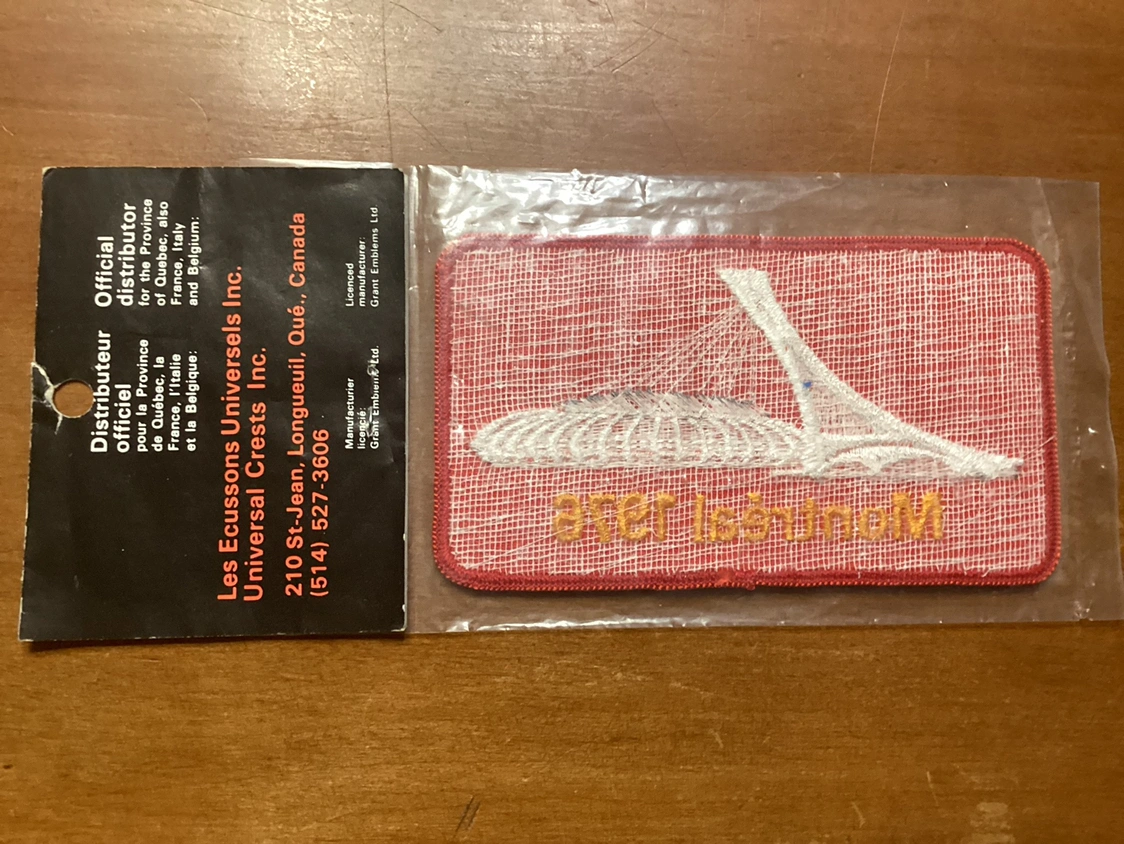 Distributeur
officiel
pour la Province
de Québec, la
France, l'Italie
et la Belgique:
Official
distributor
for the Province
of Quebec, also
France, Italy
and Belgium:
Les Ecussons Universels Inc.
Universal Crests Inc.
210 St-Jean, Longueuil, Qué., Canada
(514) 527-3606
Manufacturier
licencié:
Grant Emblems Ltd.
Licenced
manufacturer:
Grant Emblems Ltd.
Montréal 1976